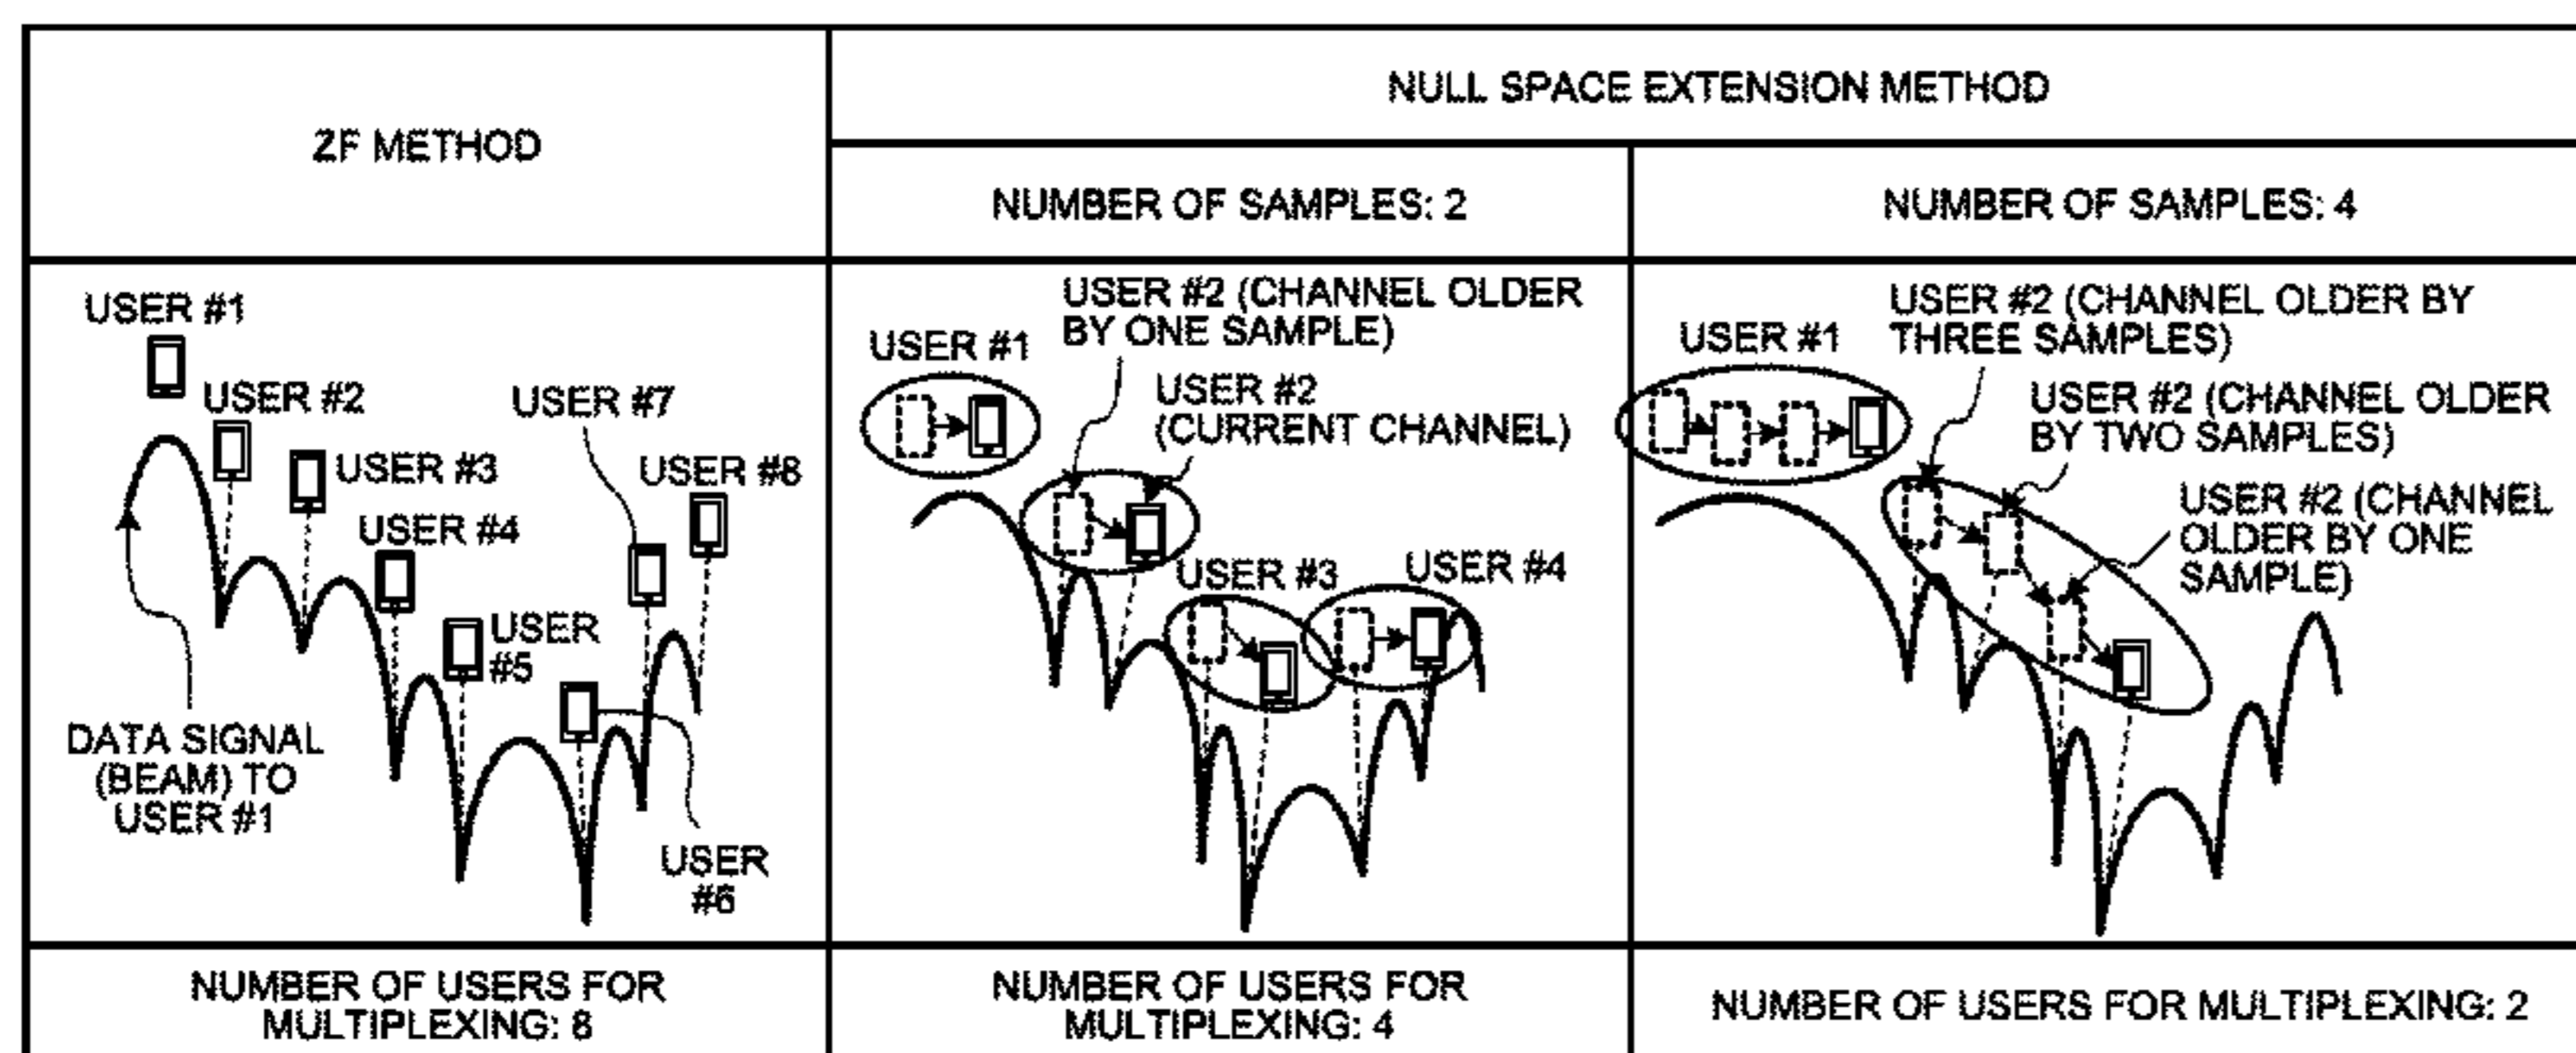 ZF METHOD
NULL SPACE EXTENSION METHOD
NUMBER OF SAMPLES: 2
NUMBER OF SAMPLES: 4
USER #1
USER #2
USER #3
USER #4
USER
#5
USER #7
USER #8
USER
#6
DATA SIGNAL
(BEAM) TO
USER #1
USER #1
USER #2 (CHANNEL OLDER
BY ONE SAMPLE)
USER #2
(CURRENT CHANNEL)
USER #3
USER #4
USER #1
USER #2 (CHANNEL OLDER BY
THREE SAMPLES)
USER #2 (CHANNEL OLDER
BY TWO SAMPLES)
USER #2 (CHANNEL
OLDER BY ONE
SAMPLE)
NUMBER OF USERS FOR
MULTIPLEXING: 8
NUMBER OF USERS FOR
MULTIPLEXING: 4
NUMBER OF USERS FOR MULTIPLEXING: 2